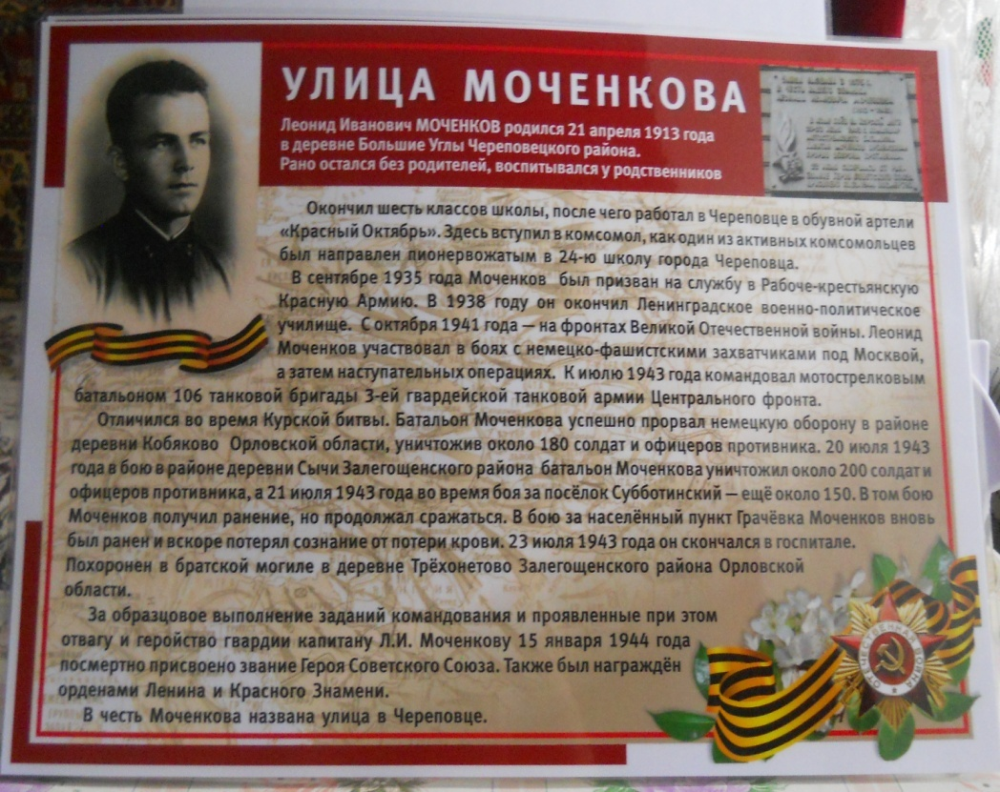 УЛИЦА МОЧЕНКОВА
Леонид Иванович МОЧЕНКОВ родился 21 апреля 1913 года
в деревне Большие Углы Череповецкого района.
Рано остался без родителей, воспитывался у родственников
Окончил шесть классов школы, после чего работал в Череповце в обувной артели
«Красный Октябрь». Здесь вступил в комсомол, как один из активных комсомольцев
был направлен пионервожатым в 24-ю школу города Череповца.
В сентябре 1935 года Моченков был призван на службу в Рабоче-крестьянскую
Красную Армию. В 1938 году он окончил Ленинградское военно-политическое
училище. С октября 1941 года — на фронтах Великой Отечественной войны. Леонид
Моченков участвовал в боях с немецко-фашистскими захватчиками под Москвой,
а затем наступательных операциях. К июлю 1943 года командовал мотострелковым
батальоном 106 танковой бригады 3-ей гвардейской танковой армии Центрального фронта.
Отличился во время Курской битвы. Батальон Моченкова успешно прорвал немецкую оборону в районе
деревни Кобяково Орловской области, уничтожив около 180 солдат и офицеров противника. 20 июля 1943
года в бою в районе деревни Сычи Залегощенского района батальон Моченкова уничтожил около 200 солдат и
офицеров противника, а 21 июля 1943 года во время боя за посёлок Субботинский — ещё около 150. В том бою
Моченков получил ранение, но продолжал сражаться. В бою за населённый пункт Грачёвка Моченков вновь
был ранен и вскоре потерял сознание от потери крови. 23 июля 1943 года он скончался в госпитале.
Похоронен в братской могиле в деревне Трёхонетово Залегощенского района Орловской
области.
За образцовое выполнение заданий командования и проявленные при этом
отвагу и геройство гвардии капитану Л.И. Моченкову 15 января 1944 года
посмертно присвоено звание Героя Советского Союза. Также был награждён
орденами Ленина и Красного Знамени.
В честь Моченкова названа улица в Череповце.
ОТЕЧЕСТВЕННАЯ ВОЙНА